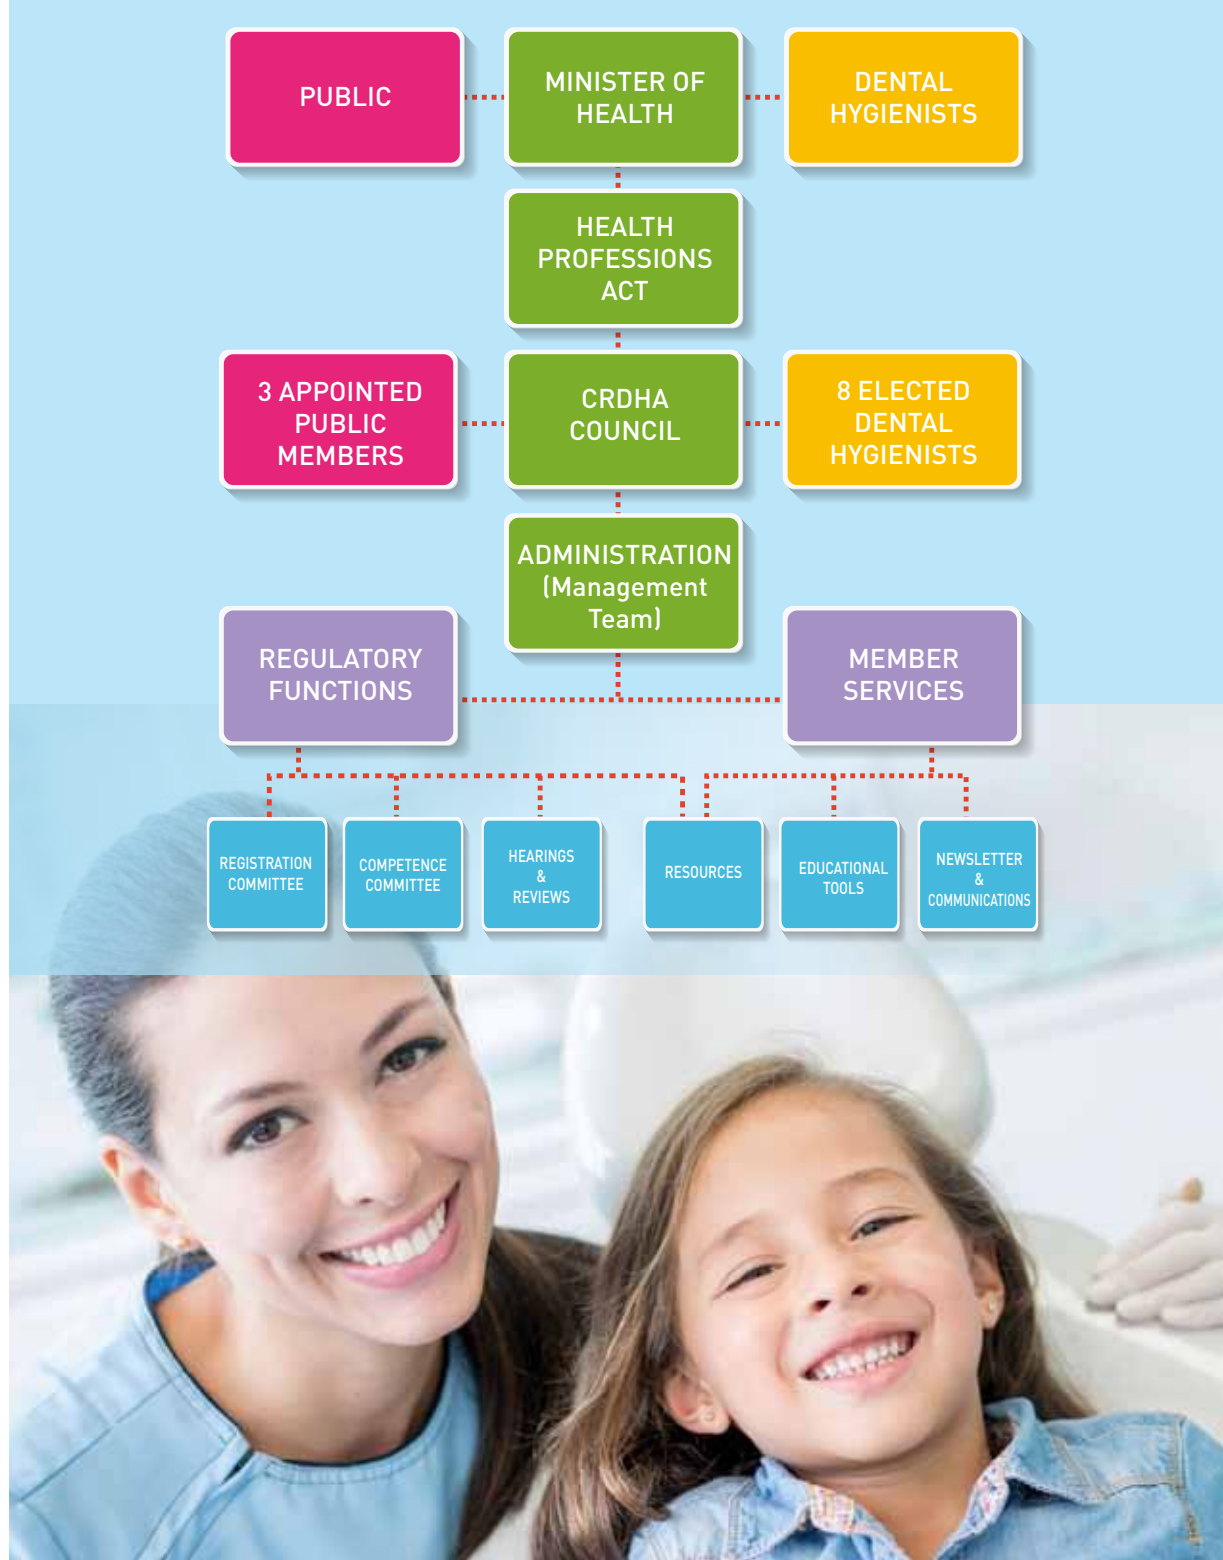 PUBLIC
MINISTER OF
HEALTH
DENTAL
HYGIENISTS
HEALTH
PROFESSIONS
ACT
3 APPOINTED
PUBLIC
MEMBERS
CRDHA
COUNCIL
8 ELECTED
DENTAL
HYGIENISTS
ADMINISTRATION
(Management
Team)
REGULATORY
FUNCTIONS
MEMBER
SERVICES
REGISTRATION
COMMITTEE
COMPETENCE
COMMITTEE
HEARINGS
&
REVIEWS
RESOURCES
EDUCATIONAL
TOOLS
NEWSLETTER
&
COMMUNICATIONS